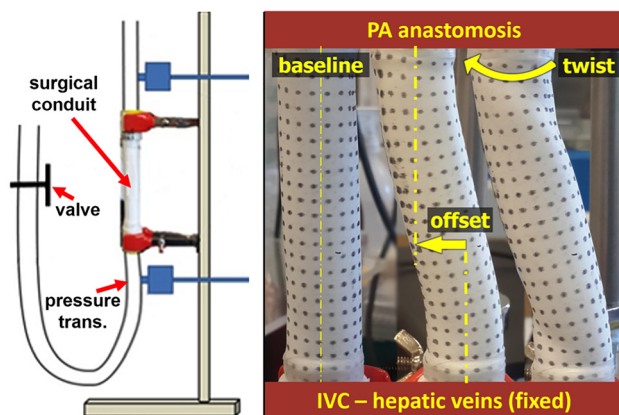 surgical
conduit
valve
pressure
trans.
PA anastomosis
baseline
twist
offset
IVC – hepatic veins (fixed)